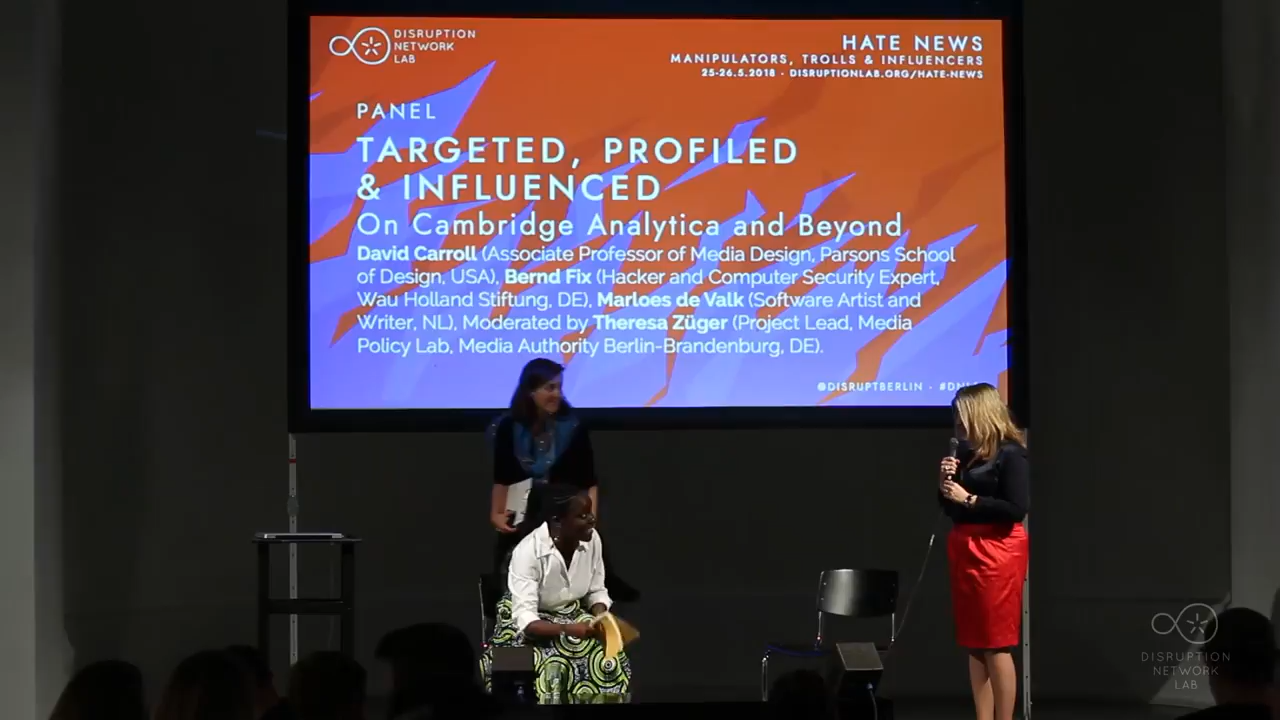 DISRUPTION
NETWORK
LAB
HATE NEWS
MANIPULATORS, TROLLS & INFLUENCERS
25-26.5.2018 · DISRUPTIONLAB.ORG/HATE-NEWS
PANEL
TARGETED, PROFILED
& INFLUENCED
On Cambridge Analytica and Beyond
David Carroll (Associate Professor of Media Design, Parsons School
of Design, USA), Bernd Fix (Hacker and Computer Security Expert,
Wau Holland Stiftung, DE), Marloes de Valk (Software Artist and
Writer, NL), Moderated by Theresa Züger (Project Lead, Media
Policy Lab, Media Authority Berlin-Brandenburg, DE).
@DISRUPTBERLIN ·
DISRUPTION
NETWORK
LAB